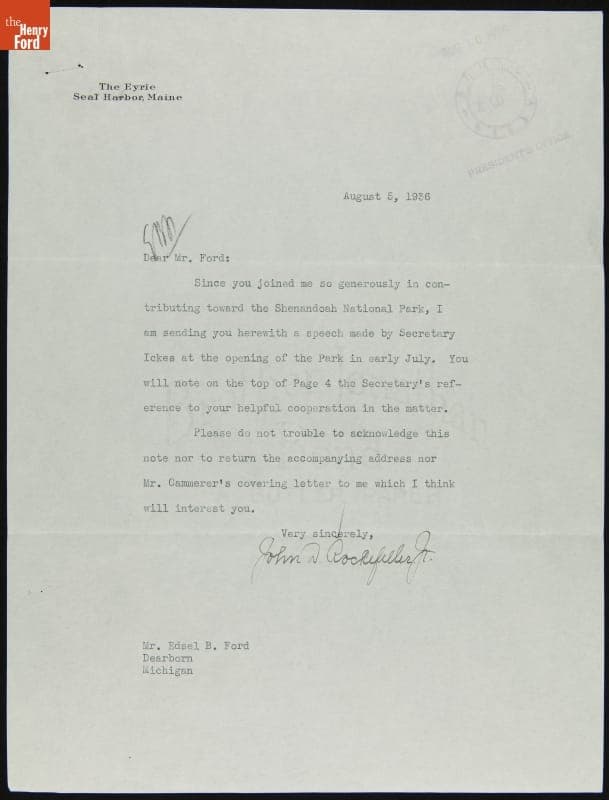 the
Henry
Ford
The Eyrie
Seal Harbor, Maine
PRESIDENT'S OFFICE
August 5, 1936
Dear Mr. Ford:
Since you joined me so generously in con-
tributing toward the Shenandoah National Park, I
am sending you herewith a speech made by Secretary
Ickes at the opening of the Park in early July. You
will note on the top of Page 4 the Secretary's ref-
erence to your helpful cooperation in the matter.
Please do not trouble to acknowledge this
note nor to return the accompanying address nor
Mr. Cammerer's covering letter to me which I think
will interest you.
Very sincerely,
John D Rockefeller Jr.
Mr. Edsel B. Ford
Dearborn
Michigan